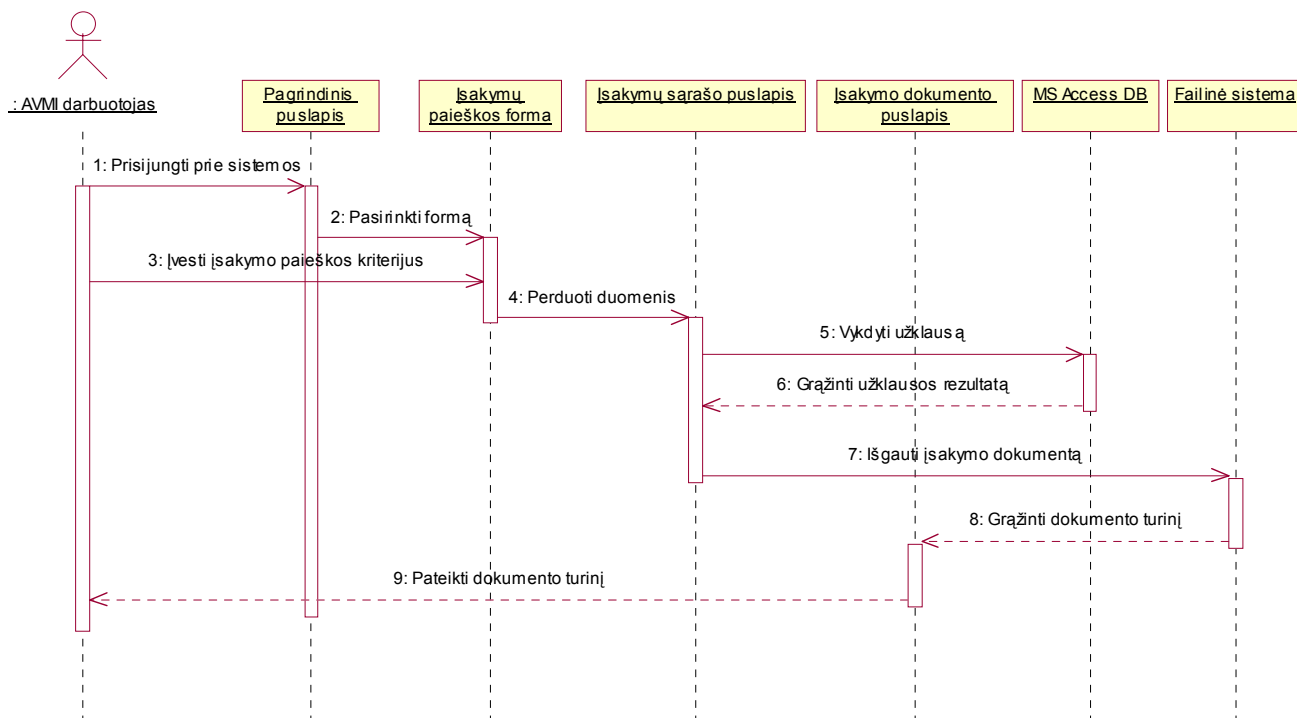 : AVMI darbuotojas
Pagrindinis
puslapis
Įsakymų
paieškos forma
Įsakymų sąrašo puslapis
Įsakymo dokumento
puslapis
MS Access DB
Failinė sistema
1: Prisijungti prie sistemos
2: Pasirinkti formą
3: Įvesti įsakymo paieškos kriterijus
4: Perduoti duomenis
5: Vykdyti užklausą
6: Grąžinti užklausos rezultatą
7: Išgauti įsakymo dokumentą
8: Grąžinti dokumento turinį
9: Pateikti dokumento turinį